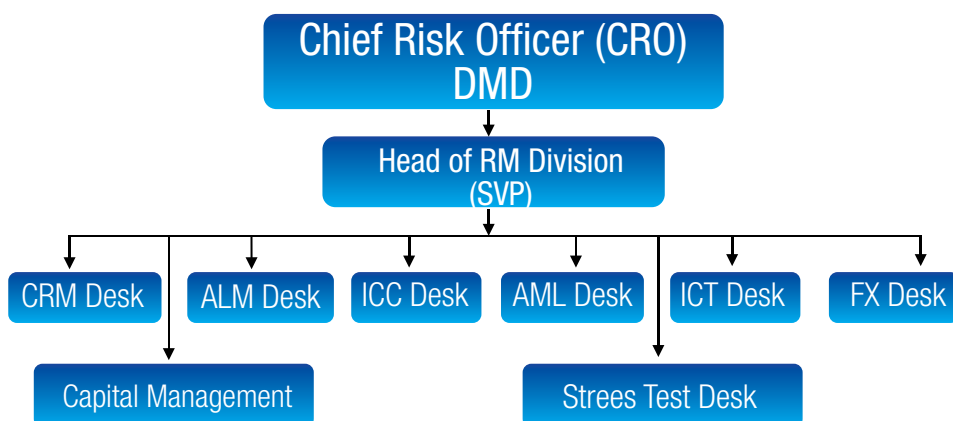 Chief Risk Officer (CRO)
DMD
Head of RM Division
(SVP)
CRM Desk
ALM Desk
ICC Desk
AML Desk
ICT Desk
FX Desk
Capital Management
Strees Test Desk